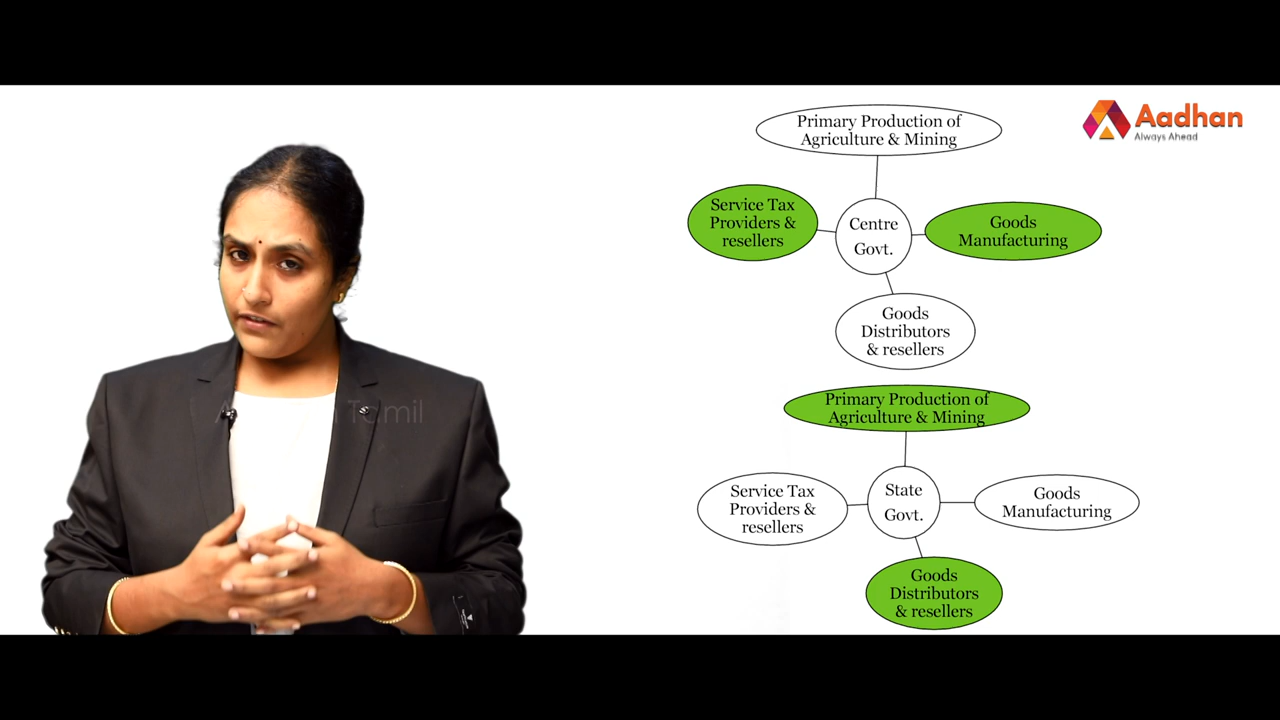 Aadhan
Always Ahead
Primary Production of
Agriculture & Mining
Service Tax
Providers &
resellers
Centre
Govt.
Goods
Manufacturing
Goods
Distributors
& resellers
Primary Production of
Agriculture & Mining
Service Tax
Providers &
resellers
State
Govt.
Goods
Manufacturing
Goods
Distributors
& resellers
Tamil